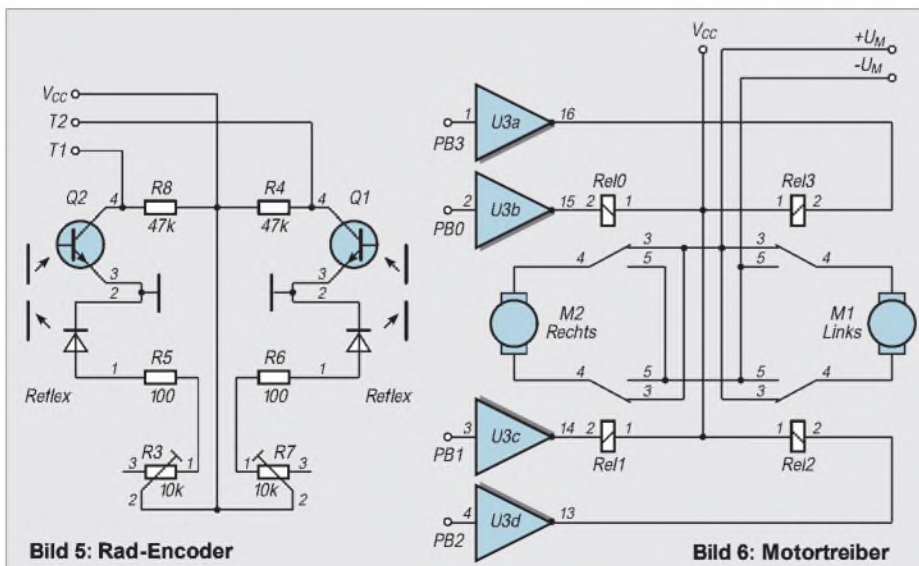 VCC
T2
T1
Q2
4
R8
47k
R4
47k
4
Q1
3
2
3
2
1
R5
100
R6
100
1
Reflex
Reflex
3
R3
1
10k
2
1
R7
3
10k
2
Bild 5: Rad-Encoder
VCC
+UM
-UM
1
U3a
16
PB3
2
U3b
15
PB0
Rel0
2
1
Rel3
1
2
4
3
5
3
5
4
M2
Rechts
M1
Links
4
5
3
5
3
4
3
U3c
14
PB1
2
1
Rel1
1
2
Rel2
4
U3d
13
PB2
Bild 6: Motortreiber